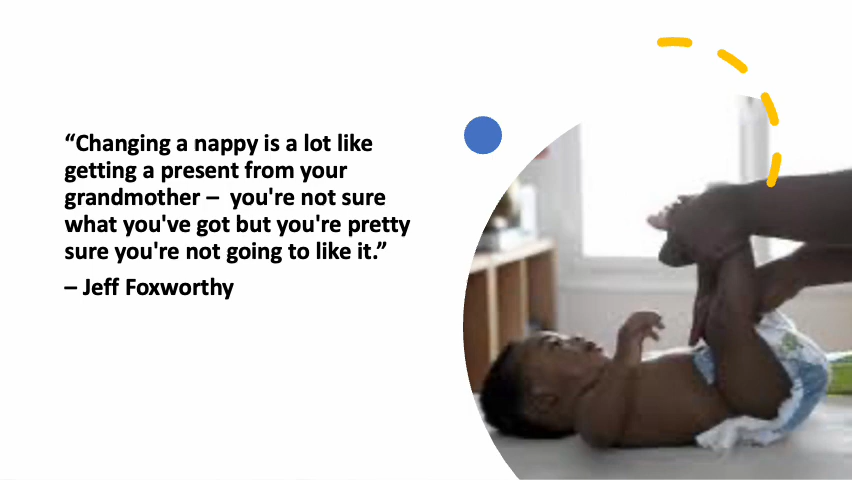 “Changing a nappy is a lot like
getting a present from your
grandmother –  you're not sure
what you've got but you're pretty
sure you're not going to like it.”
– Jeff Foxworthy